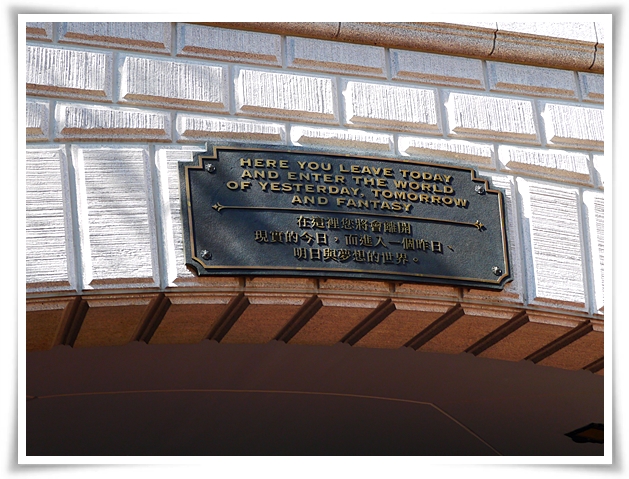 HERE YOU LEAVE TODAY
AND ENTER THE WORLD
OF YESTERDAY, TOMORROW
AND FANTASY
在這裡您將會離開
現實的今日，而進入一個昨日、
明日與夢想的世界。